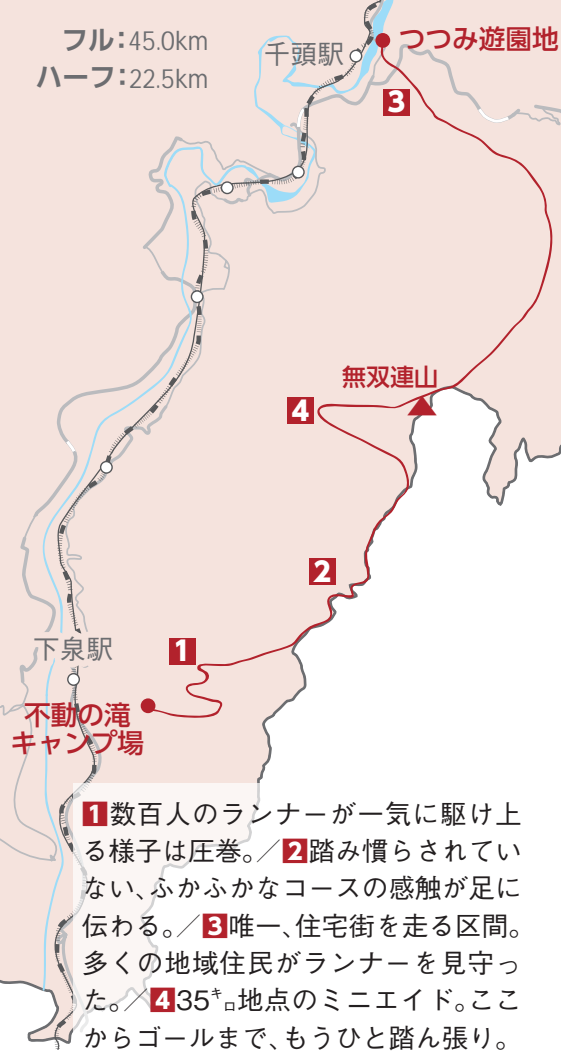 フル：45.0km
ハーフ：22.5km
千頭駅
つつみ遊園地
3
無双連山
4
2
1
下泉駅
不動の滝
キャンプ場
1数百人のランナーが一気に駆け上
る様子は圧巻。／2踏み慣らされてい
ない、ふかふかなコースの感触が足に
伝わる。／3唯一、住宅街を走る区間。
多くの地域住民がランナーを見守っ
た。／435キロ地点のミニエイド。ここ
からゴールまで、もうひと踏ん張り。